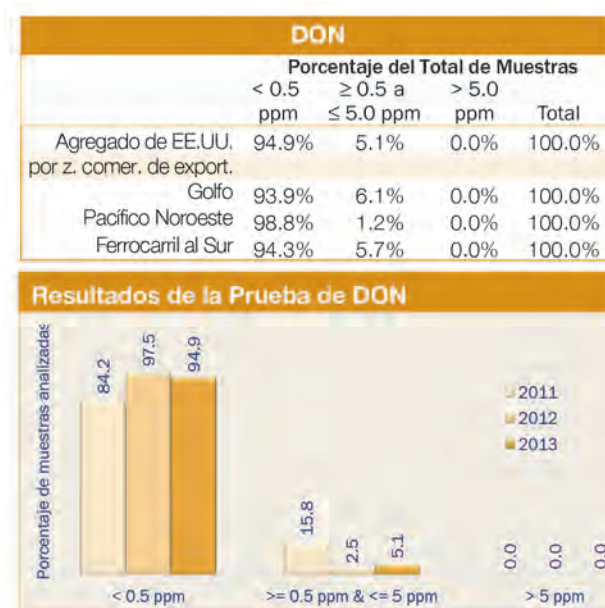 DON
Porcentaje del Total de Muestras
< 0.5 ppm ≥ 0.5 a ≤ 5.0 ppm > 5.0 ppm Total
Agregado de EE.UU. 94.9% 5.1% 0.0% 100.0%
por z. comer. de export.
Golfo 93.9% 6.1% 0.0% 100.0%
Pacífico Noroeste 98.8% 1.2% 0.0% 100.0%
Ferrocarril al Sur 94.3% 5.7% 0.0% 100.0%
Resultados de la Prueba de DON
Porcentaje de muestras analizadas
84.2 97.5 94.9
15.8 2.5 5.1
0.0 0.0 0.0
2011
2012
2013
< 0.5 ppm >= 0.5 ppm & <= 5 ppm > 5 ppm